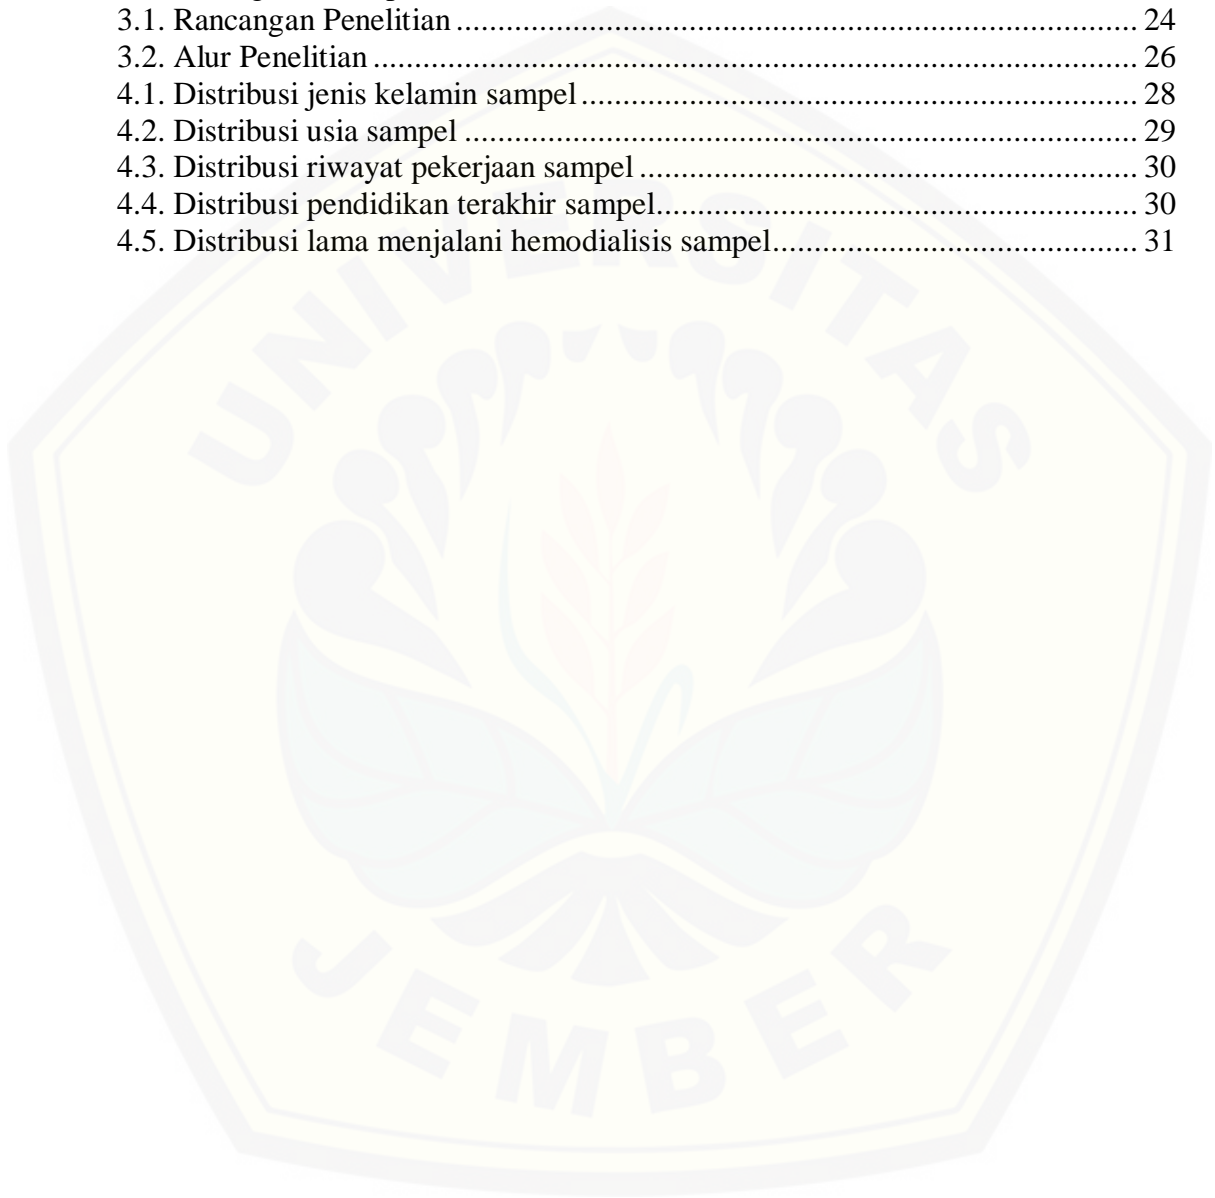 3.1. Rancangan Penelitian ........................................................................................ 24
3.2. Alur Penelitian .................................................................................................. 26
4.1. Distribusi jenis kelamin sampel ........................................................................ 28
4.2. Distribusi usia sampel ....................................................................................... 29
4.3. Distribusi riwayat pekerjaan sampel ................................................................. 30
4.4. Distribusi pendidikan terakhir sampel............................................................... 30
4.5. Distribusi lama menjalani hemodialisis sampel................................................ 31
UNIVERSITAS
JEMBER